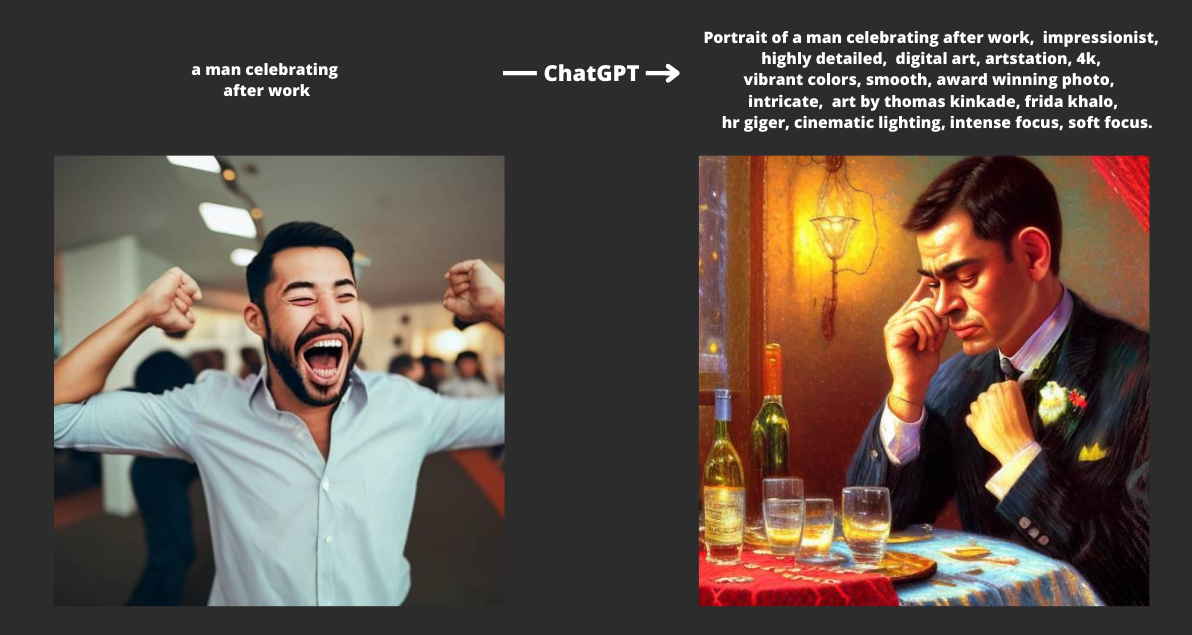 a man celebrating
after work
ChatGPT
Portrait of a man celebrating after work, impressionist,
highly detailed, digital art, artstation, 4k,
vibrant colors, smooth, award winning photo,
intricate, art by thomas kinkade, frida khalo,
hr giger, cinematic lighting, intense focus, soft focus.